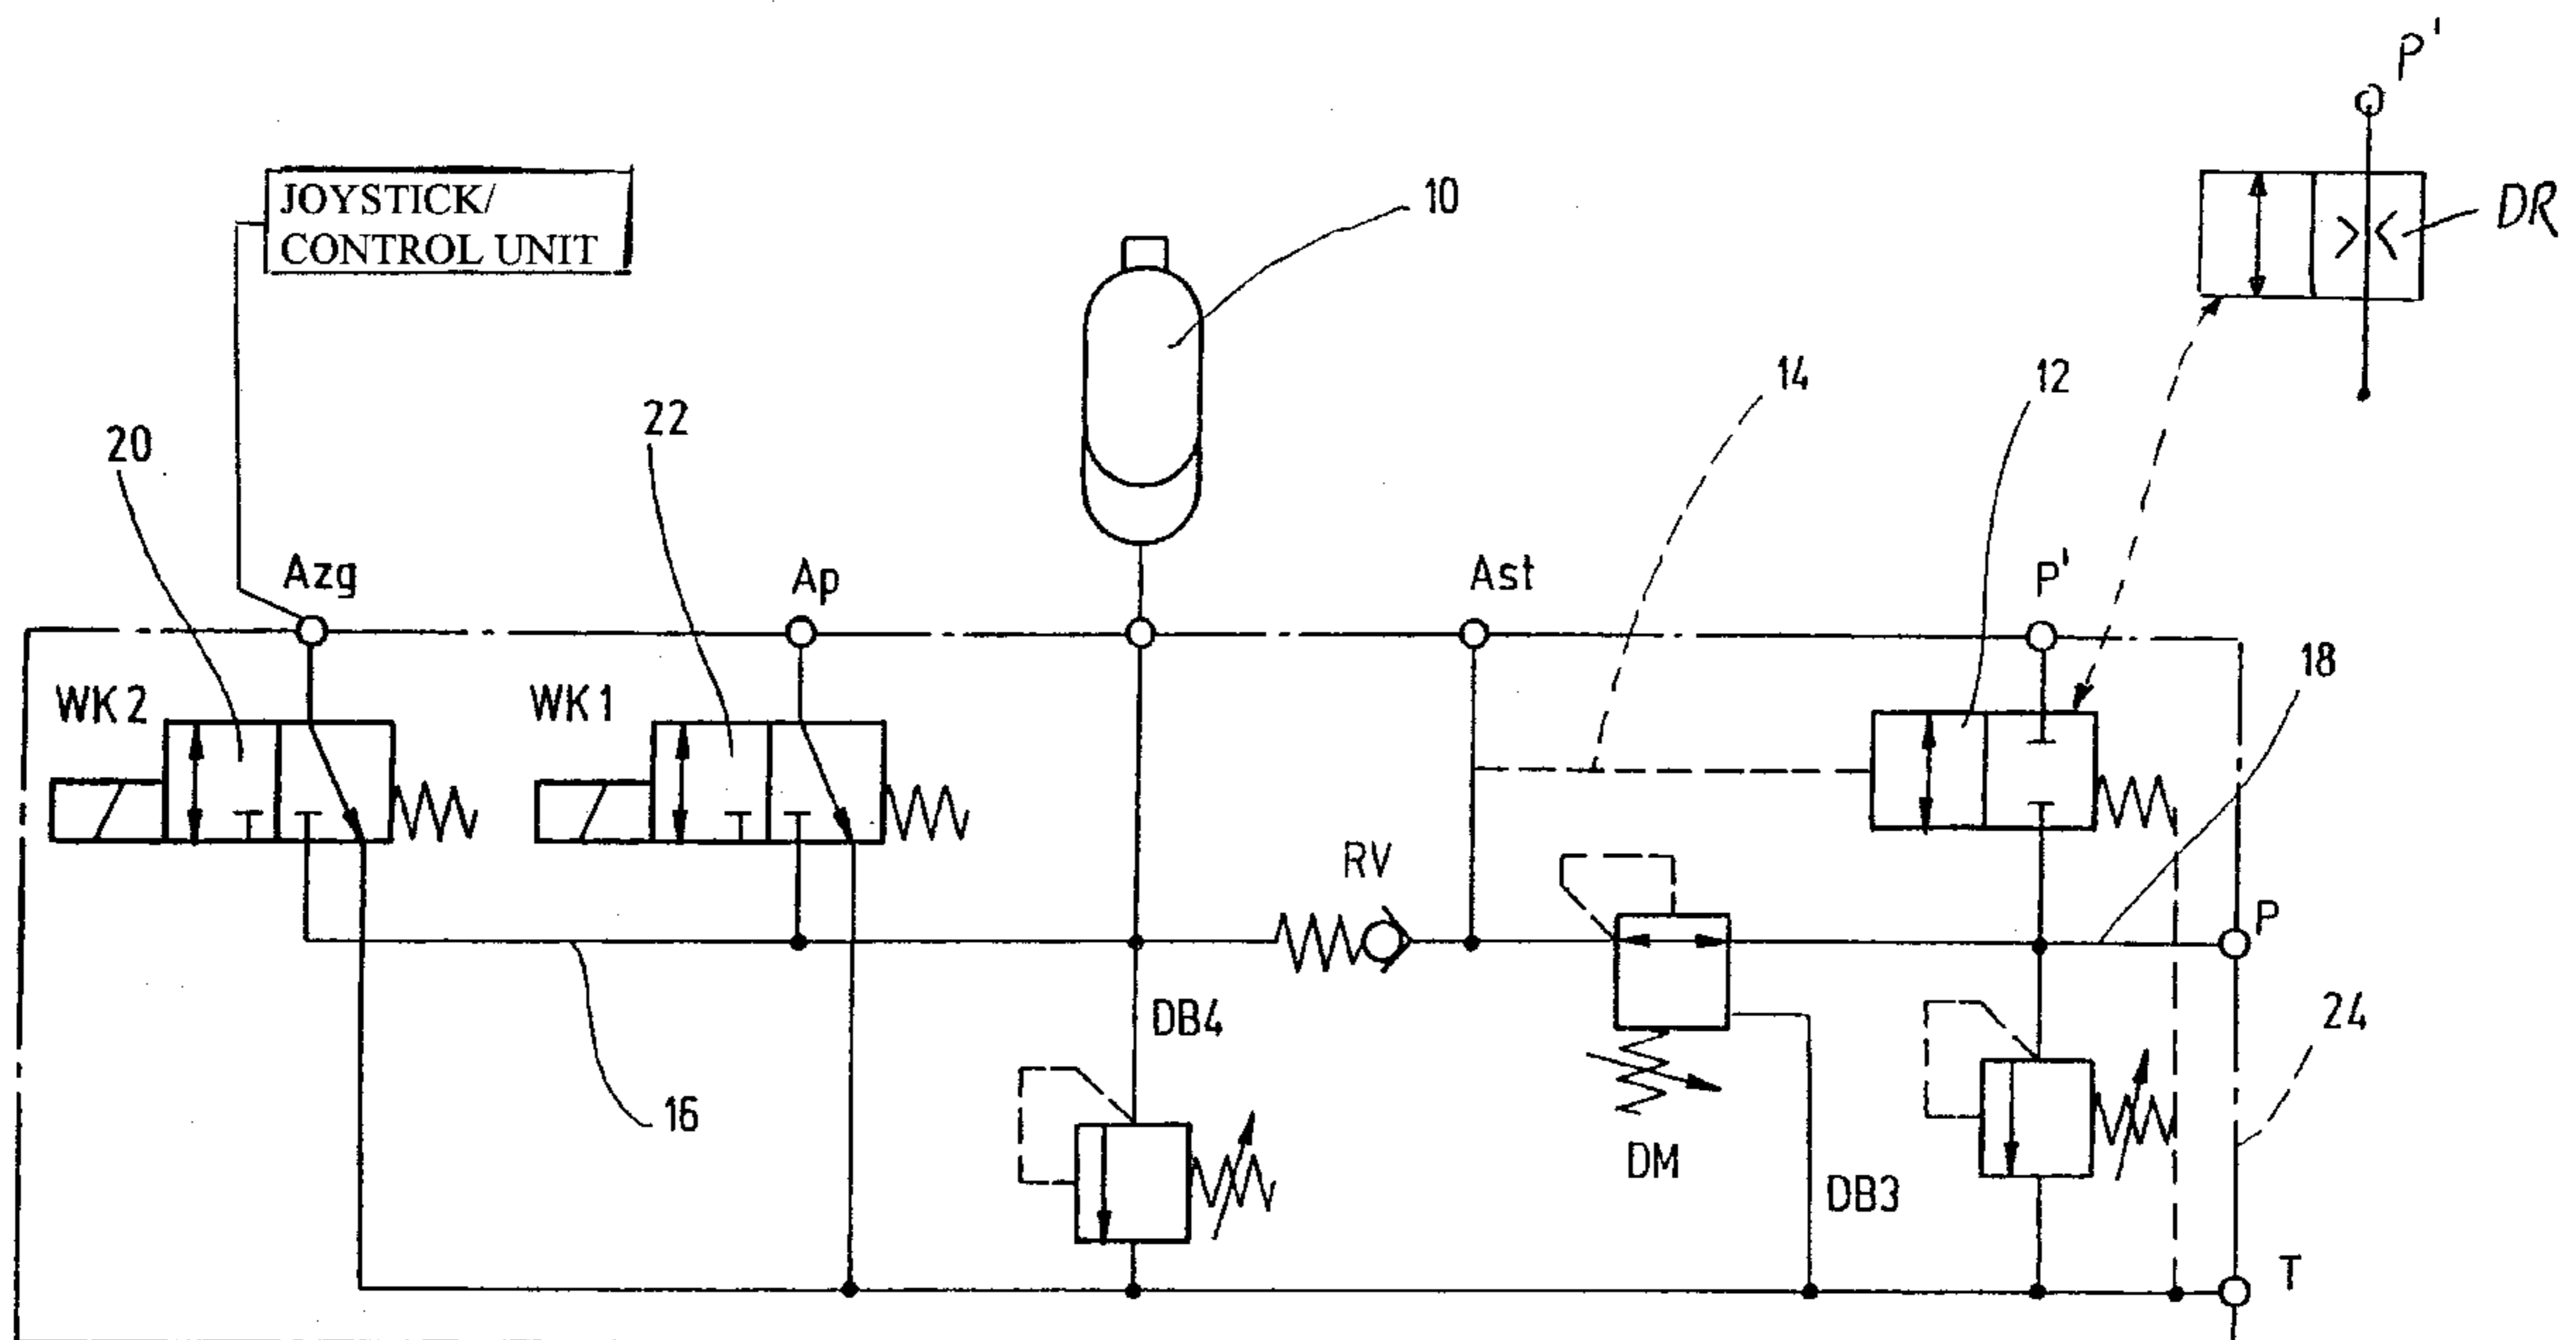 P'
JOYSTICK/
CONTROL UNIT
10
DR
14
12
20
22
Azg
Ap
Ast
P'
18
WK2
WK1
RV
P
DB4
24
16
DM
DB3
T